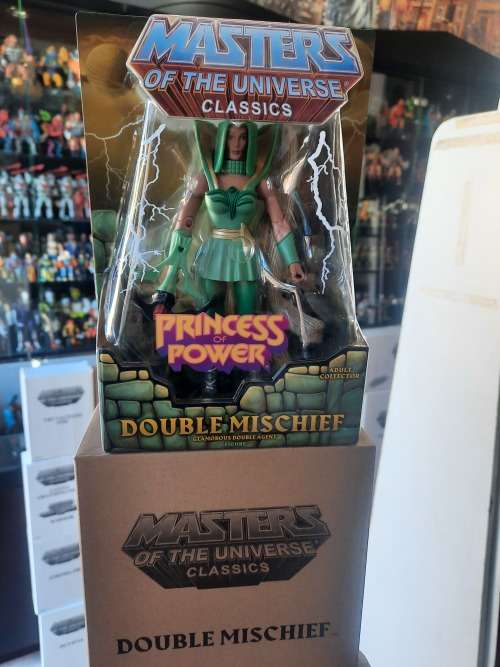 MASTERS
OF THE UNIVERSE
CLASSICS
PRINCESS
OF
POWER
ADULT
COLLECTOR
DOUBLE MISCHIEF
GLAMOROUS DOUBLE AGENT
FIGURE
MASTERS
OF THE UNIVERSE
CLASSICS
DOUBLE MISCHIEF